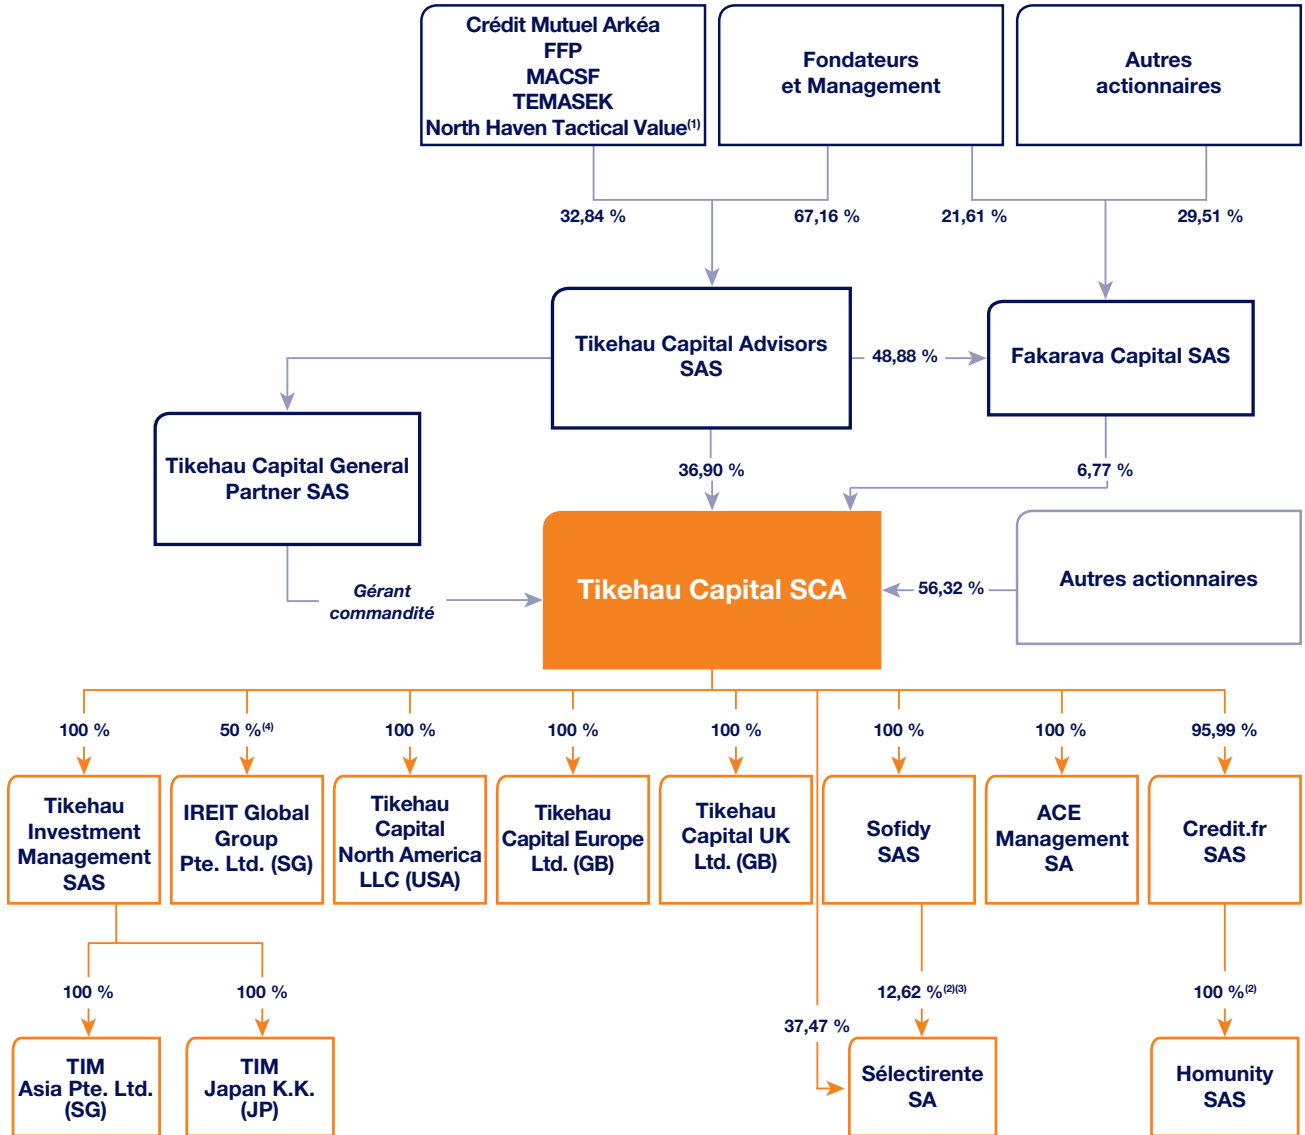 Crédit Mutuel Arkéa
FFP
MACSF
TEMASEK
North Haven Tactical Value(1)
Fondateurs
et Management
Autres
actionnaires
32,84 %
67,16 %
21,61 %
29,51 %
Tikehau Capital Advisors
SAS
48,88 %
Fakarava Capital SAS
Tikehau Capital General
Partner SAS
36,90 %
6,77 %
Gérant
commandité
Tikehau Capital SCA
56,32 %
Autres actionnaires
100 %
50 %(4)
100 %
100 %
100 %
100 %
100 %
95,99 %
Tikehau
Investment
Management
SAS
IREIT Global
Group
Pte. Ltd. (SG)
Tikehau
Capital
North America
LLC (USA)
Tikehau
Capital Europe
Ltd. (GB)
Tikehau
Capital UK
Ltd. (GB)
Sofidy
SAS
ACE
Management
SA
Credit.fr
SAS
100 %
100 %
37,47 %
12,62 %(2)(3)
100 %(2)
TIM
Asia Pte. Ltd.
(SG)
TIM
Japan K.K.
(JP)
Sélectirente
SA
Homunity
SAS